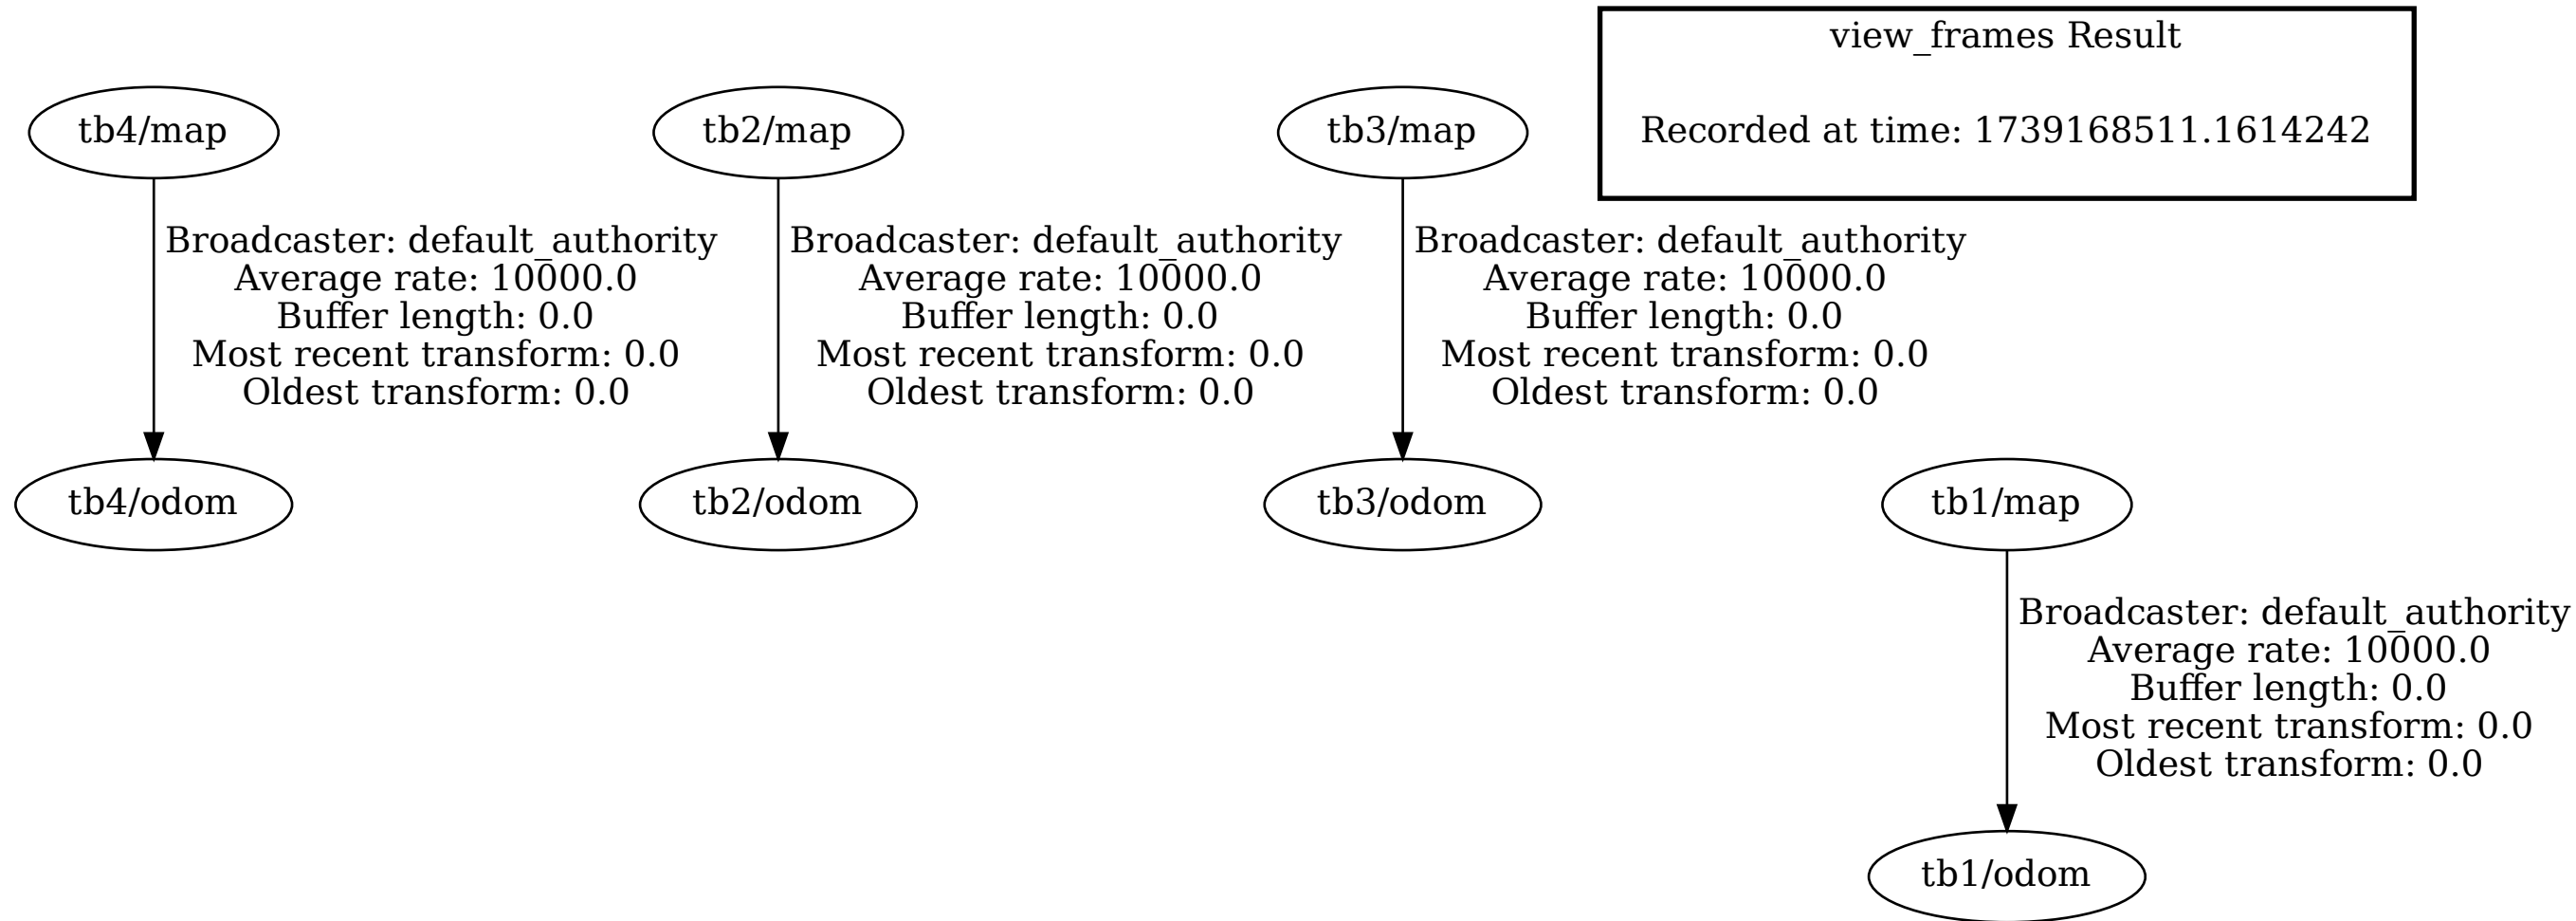 view_frames Result
Recorded at time: 1739168511.1614242
tb4/map
tb2/map
tb3/map
Broadcaster: default_authority
Average rate: 10000.0
Buffer length: 0.0
Most recent transform: 0.0
Oldest transform: 0.0
Broadcaster: default_authority
Average rate: 10000.0
Buffer length: 0.0
Most recent transform: 0.0
Oldest transform: 0.0
Broadcaster: default_authority
Average rate: 10000.0
Buffer length: 0.0
Most recent transform: 0.0
Oldest transform: 0.0
tb4/odom
tb2/odom
tb3/odom
tb1/map
Broadcaster: default_authority
Average rate: 10000.0
Buffer length: 0.0
Most recent transform: 0.0
Oldest transform: 0.0
tb1/odom